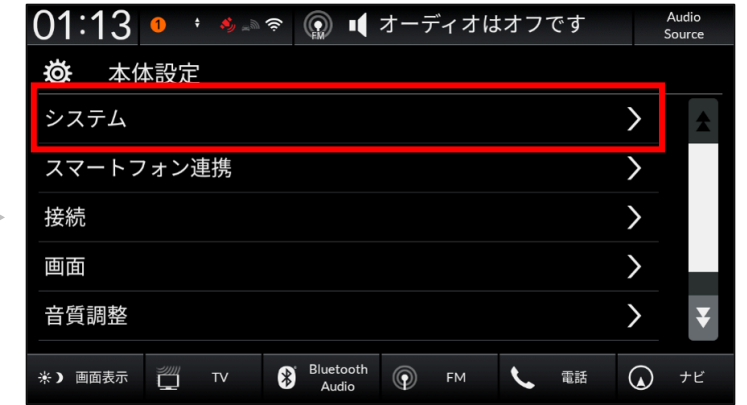 01:13 1 FM オーディオはオフです Audio
Source
本体設定
システム
スマートフォン連携
接続
画面
音質調整
画面表示 TV Bluetooth
Audio FM 電話 ナビ